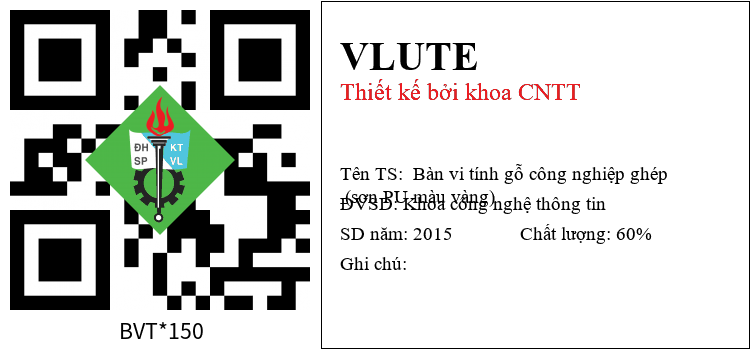 ĐH
KT
SP
VL
BVT*150
VLUTE
Thiết kế bởi khoa CNTT
Tên TS: Bàn vi tính gỗ công nghiệp ghép
(sơn PU màu vàng)
ĐVSD: Khoa công nghệ thông tin
SD năm: 2015 Chất lượng: 60%
Ghi chú: